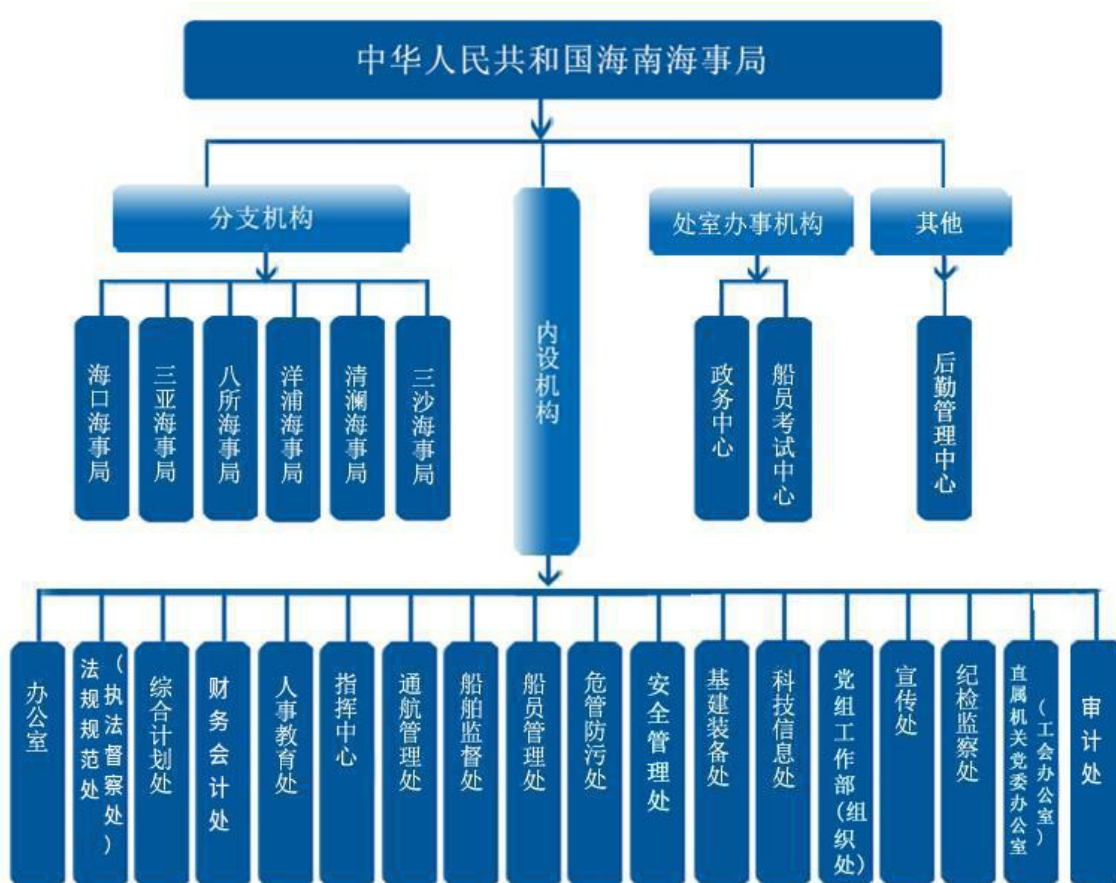 中华人民共和国海南海事局
分支机构
内设机构
处室办事机构
其他
海口海事局
三亚海事局
八所海事局
洋浦海事局
清澜海事局
三沙海事局
政务中心
船员考试中心
后勤管理中心
办公室
法规规范处
（执法督察处）
综合计划处
财务会计处
人事教育处
指挥中心
通航管理处
船舶监督处
船员管理处
危管防污处
安全管理处
基建装备处
科技信息处
党组工作部（组织处）
宣传处
纪检监察处
直属机关党委办公室
（工会办公室）
审计处